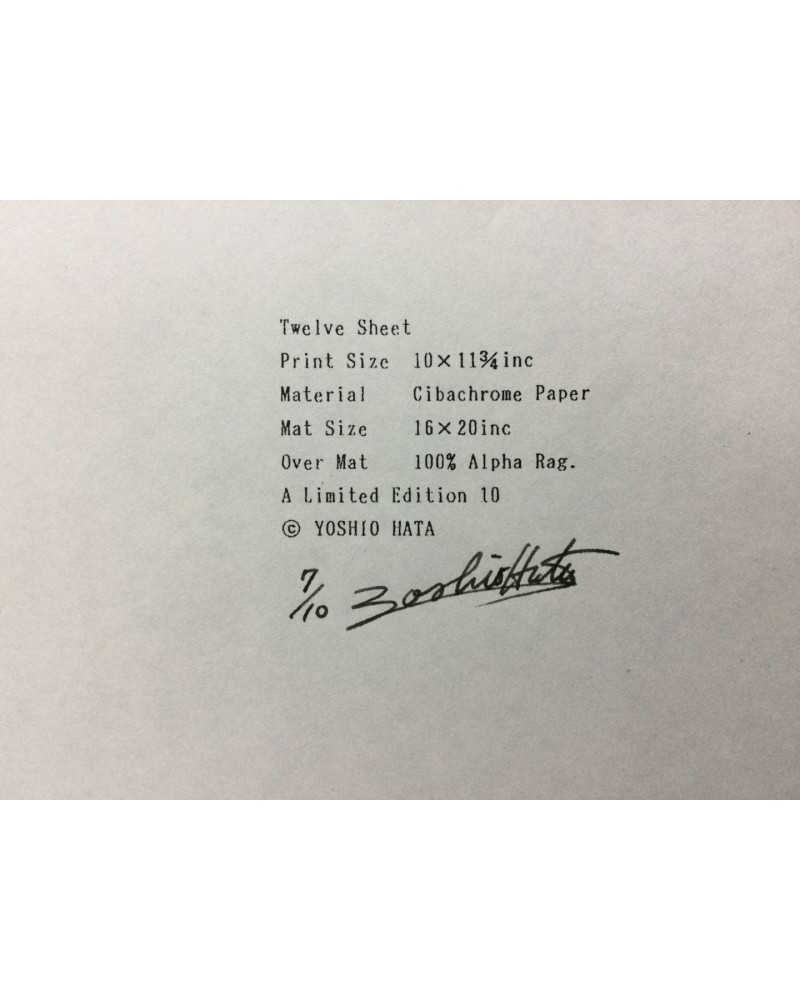 Twelve Sheet
Print Size 10×11¾inc
Material Cibachrome Paper
Mat Size 16×20inc
Over Mat 100% Alpha Rag.
A Limited Edition 10
© YOSHIO HATA
7/10 Yoshio Hata